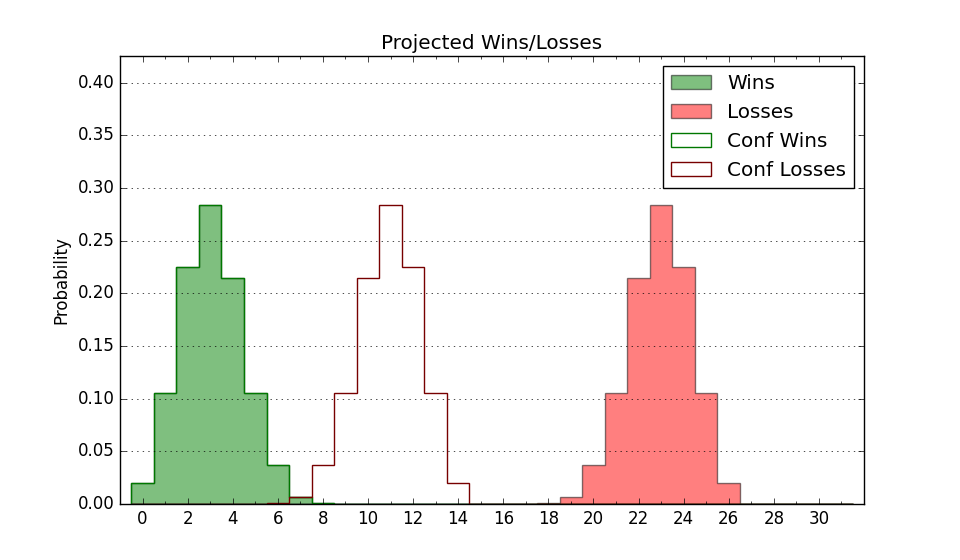 Projected Wins/Losses
Wins
Losses
Conf Wins
Conf Losses
Probability
0.40
0.35
0.30
0.25
0.20
0.15
0.10
0.05
0.00
0 2 4 6 8 10 12 14 16 18 20 22 24 26 28 30